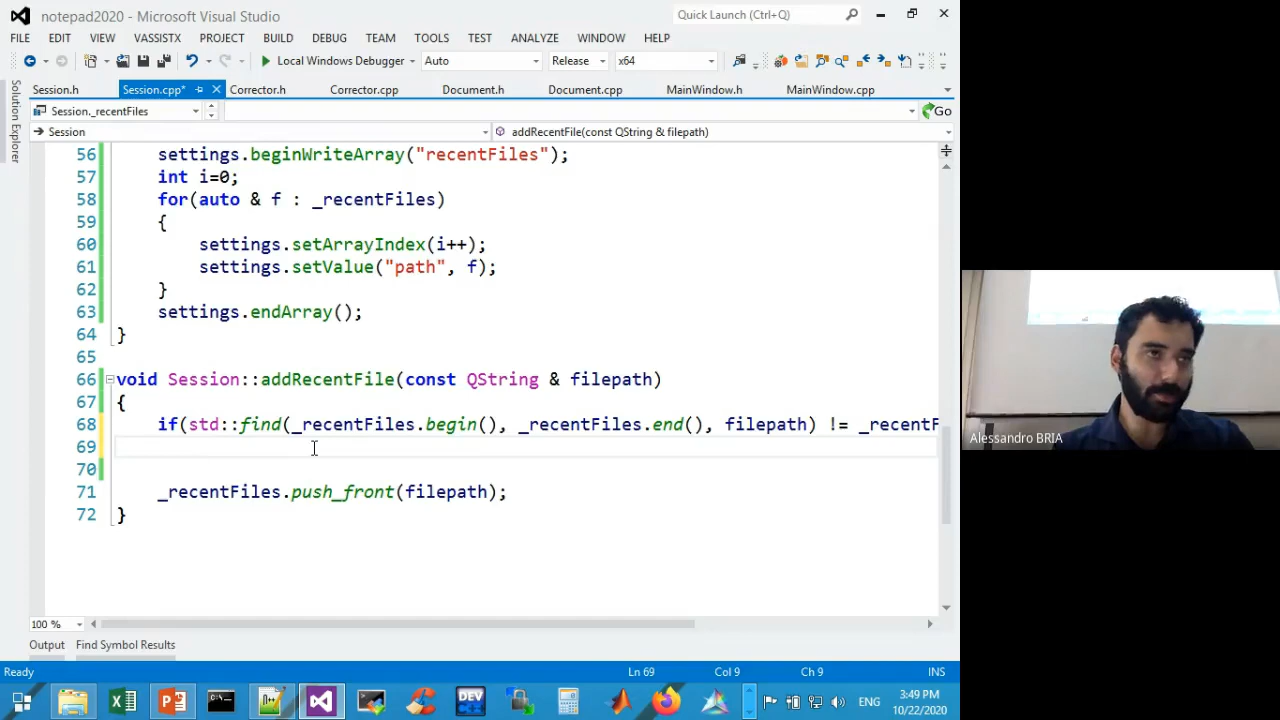 notepad2020 - Microsoft Visual Studio
Quick Launch (Ctrl+Q)
FILE EDIT VIEW VASSISTX PROJECT BUILD DEBUG TEAM TOOLS TEST ANALYZE WINDOW HELP
Local Windows Debugger Auto Release x64
Session.h Session.cpp* Corrector.h Corrector.cpp Document.h Document.cpp MainWindow.h MainWindow.cpp
Session._recentFiles Go
Session addRecentFile(const QString & filepath)
Solution Explorer
56 settings.beginWriteArray("recentFiles");
57 int i=0;
58 for(auto & f : _recentFiles)
59 {
60 settings.setArrayIndex(i++);
61 settings.setValue("path", f);
62 }
63 settings.endArray();
64 }
65
66 void Session::addRecentFile(const QString & filepath)
67 {
68 if(std::find(_recentFiles.begin(), _recentFiles.end(), filepath) != _recentF
69
70
71 _recentFiles.push_front(filepath);
72 }
Alessandro BRIA
100 %
Output Find Symbol Results
Ready Ln 69 Col 9 Ch 9 INS
DEV
ENG
3:49 PM
10/22/2020